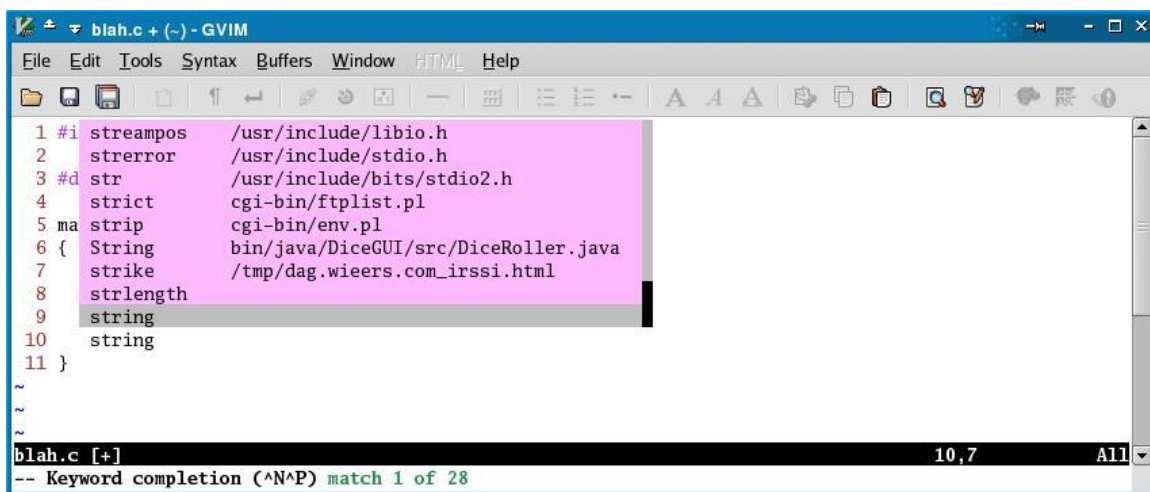 blah.c + (~) - GVIM
File Edit Tools Syntax Buffers Window HTML Help
1 #i streampos /usr/include/libio.h
2 strerror /usr/include/stdio.h
3 #d str /usr/include/bits/stdio2.h
4 strict cgi-bin/ftplist.pl
5 ma strip cgi-bin/env.pl
6 { String bin/java/DiceGUI/src/DiceRoller.java
7 strike /tmp/dag.wieers.com_irssi.html
8 strlength
9 string
10 string
11 }
~
~
~
blah.c [+] 10,7 All
-- Keyword completion (^N^P) match 1 of 28